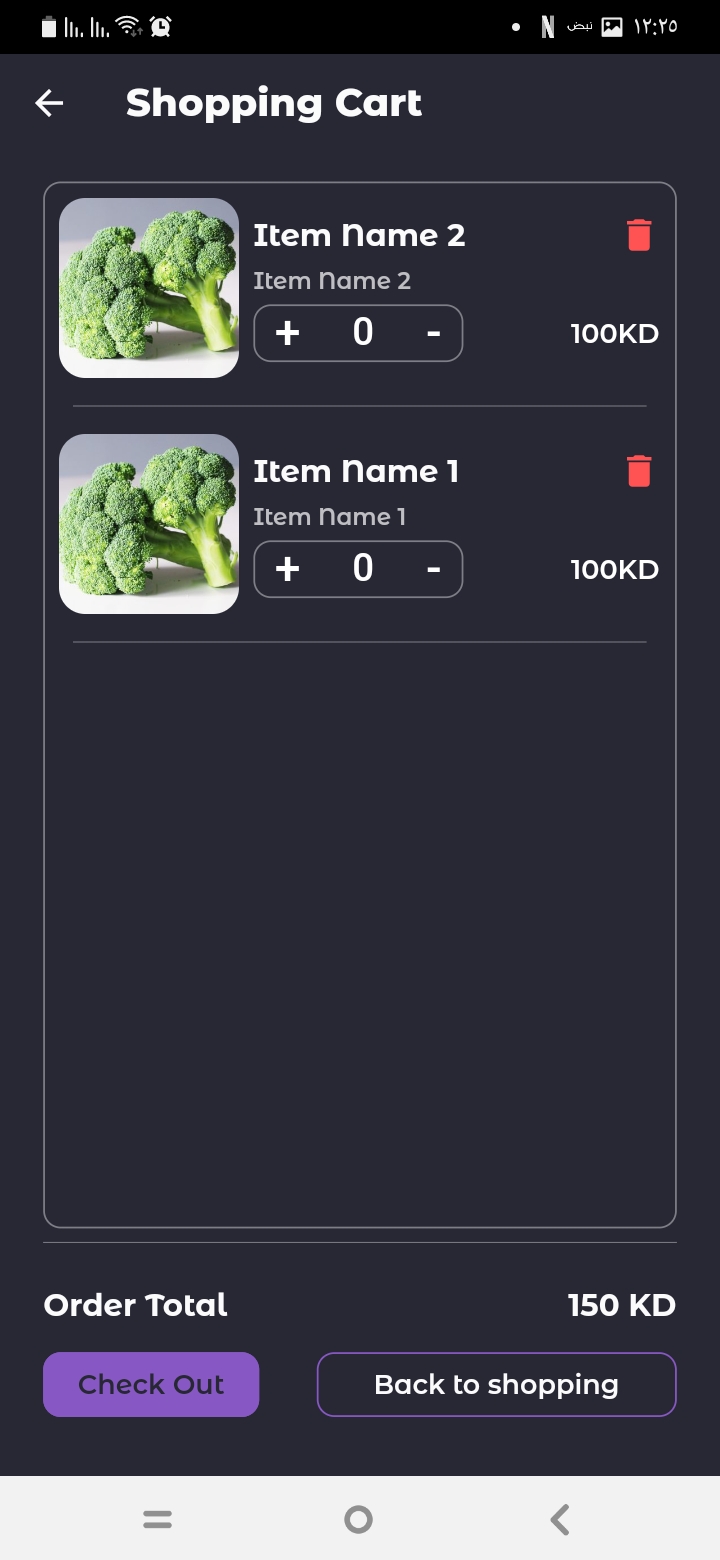 نبض ١٢:٢٥
Shopping Cart
Item Name 2
Item Name 2
+ 0 -
100KD
Item Name 1
Item Name 1
+ 0 -
100KD
Order Total
150 KD
Check Out
Back to shopping